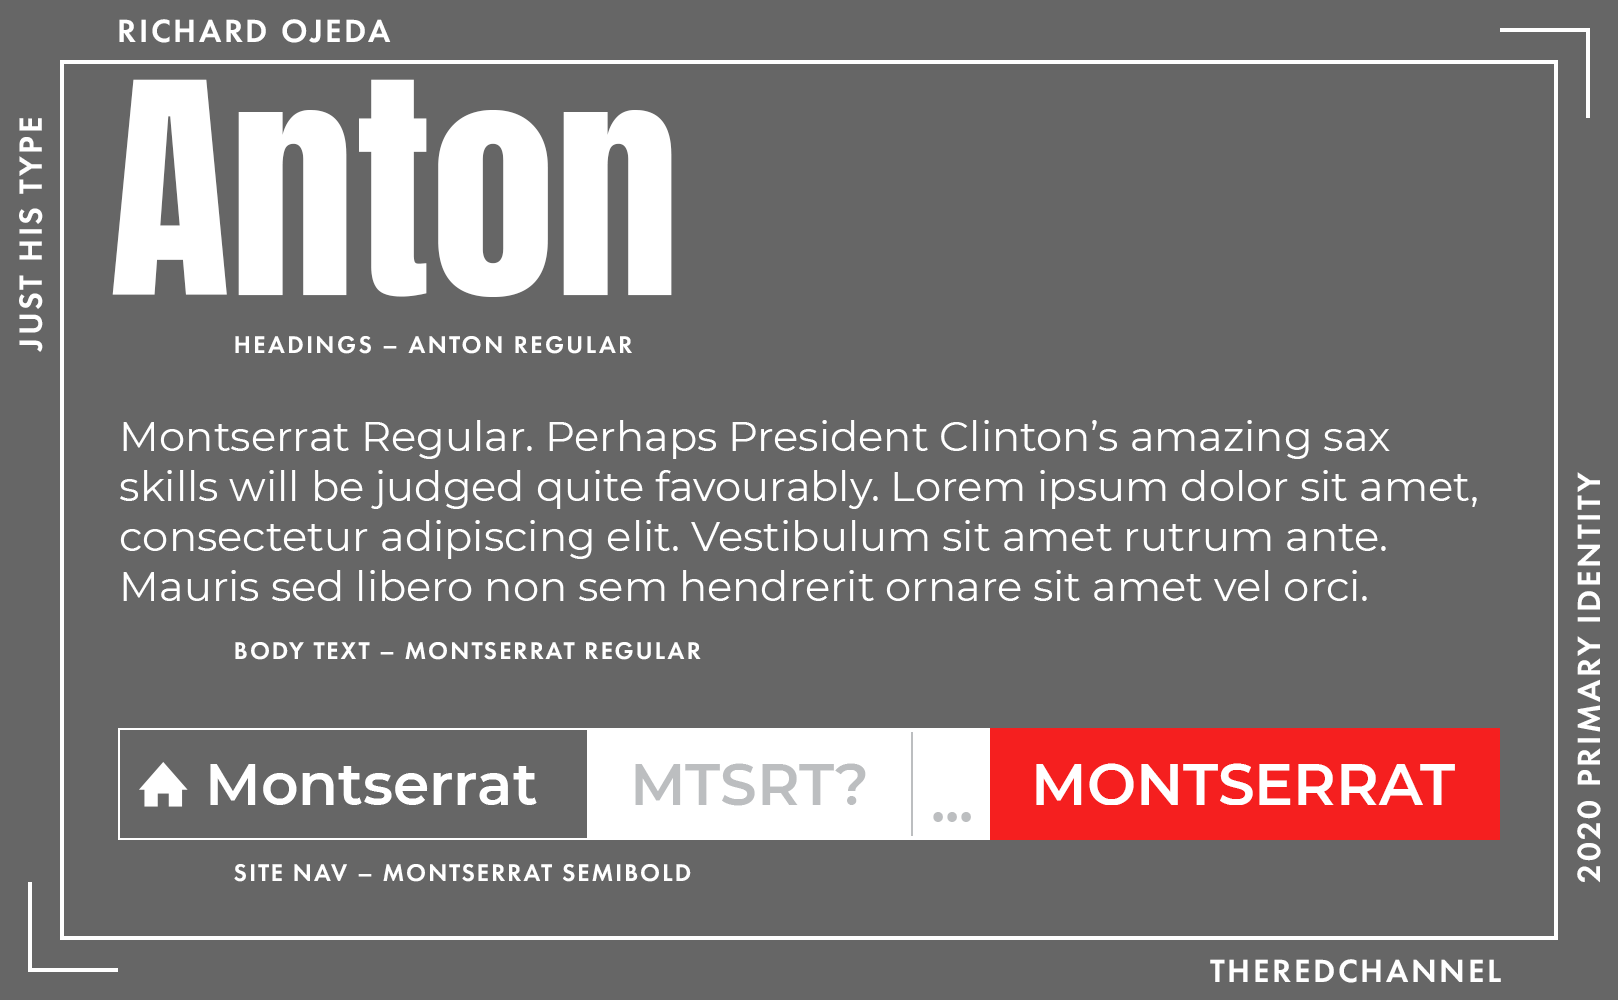 RICHARD OJEDA
JUST HIS TYPE
Anton
HEADINGS – ANTON REGULAR
Montserrat Regular. Perhaps President Clinton’s amazing sax
skills will be judged quite favourably. Lorem ipsum dolor sit amet,
consectetur adipiscing elit. Vestibulum sit amet rutrum ante.
Mauris sed libero non sem hendrerit ornare sit amet vel orci.
BODY TEXT – MONTSERRAT REGULAR
Montserrat MTSRT? ... MONTSERRAT
SITE NAV – MONTSERRAT SEMIBOLD
2020 PRIMARY IDENTITY
THEREDCHANNEL